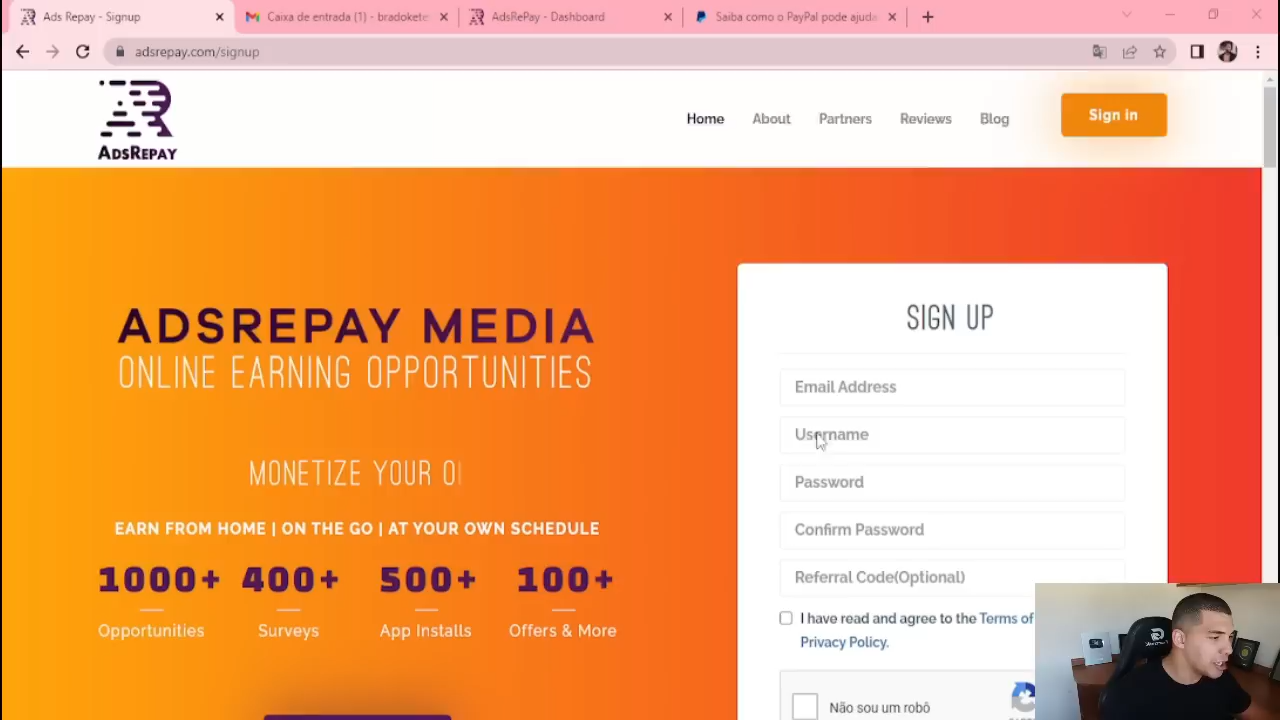 Ads Repay - Signup
Caixa de entrada (1) - bradokete
AdsRePay - Dashboard
Saiba como o PayPal pode ajuda
adsrepay.com/signup
ADSREPAY
Home
About
Partners
Reviews
Blog
Sign in
ADSREPAY MEDIA
ONLINE EARNING OPPORTUNITIES
MONETIZE YOUR O
EARN FROM HOME | ON THE GO | AT YOUR OWN SCHEDULE
1000+ 400+ 500+ 100+
Opportunities Surveys App Installs Offers & More
SIGN UP
Email Address
Username
Password
Confirm Password
Referral Code(Optional)
I have read and agree to the Terms of
Privacy Policy.
Não sou um robô